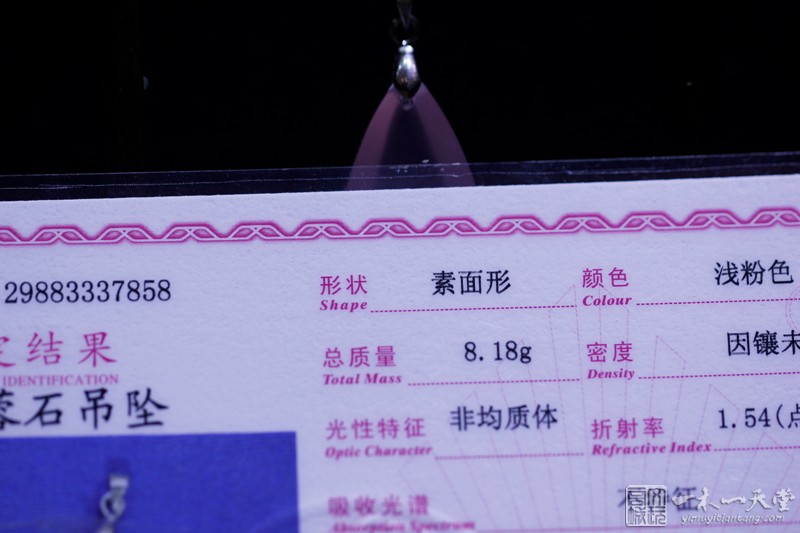 29883337858
形状 Shape 素面形 颜色 Colour 浅粉色
定结果
IDENTIFICATION
总质量 Total Mass 8.18g 密度 Density 因镶未
蓉石吊坠
光性特征 Optic Character 非均质体 折射率 Refractive Index 1.54(点
吸收光谱 Absorption Spectrum 不特征
一木一天堂
yimuyitiantang.com